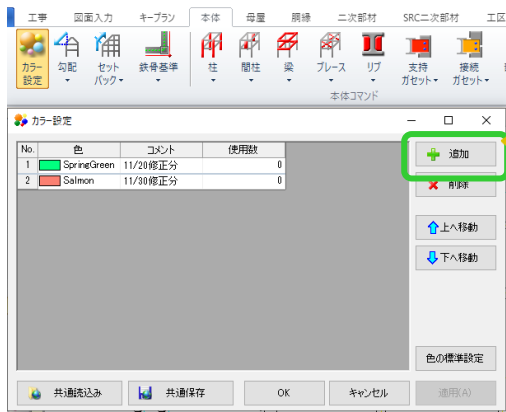 工事 図面入力 キープラン 本体 母屋 胴縁 二次部材 SRC二次部材 工区
カラー設定 勾配 セットバック 鉄骨基準 柱 間柱 梁 ブレース リブ 支持ガセット 接続ガセット
本体コマンド
カラー設定
No. 色 コメント 使用数
1 SpringGreen 11/20修正分 0
2 Salmon 11/30修正分 0
追加
削除
上へ移動
下へ移動
色の標準設定
共通読込み 共通保存 OK キャンセル 適用(A)